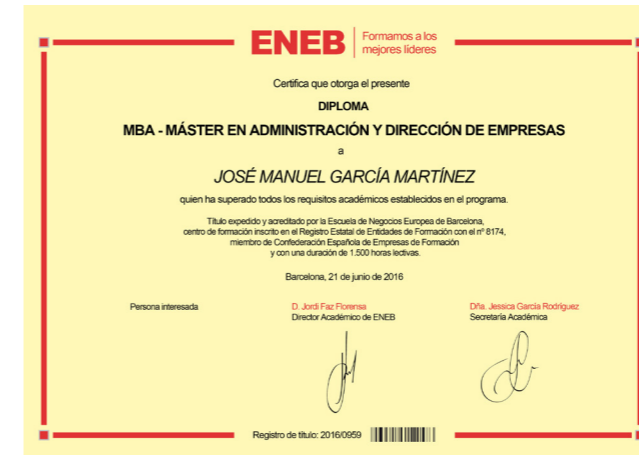 ENEB
Formamos a los
mejores líderes
Certifica que otorga el presente
DIPLOMA
MBA - MÁSTER EN ADMINISTRACIÓN Y DIRECCIÓN DE EMPRESAS
a
JOSÉ MANUEL GARCÍA MARTÍNEZ
quien ha superado todos los requisitos académicos establecidos en el programa.
Título expedido y acreditado por la Escuela de Negocios Europea de Barcelona,
centro de formación inscrito en el Registro Estatal de Entidades de Formación con el nº 8174,
miembro de Confederación Española de Empresas de Formación
y con una duración de 1.500 horas lectivas.
Barcelona, 21 de junio de 2016
Persona interesada
D. Jordi Faz Florensa
Director Académico de ENEB
Dña. Jessica García Rodríguez
Secretaría Académica
Registro de título: 2016/0959